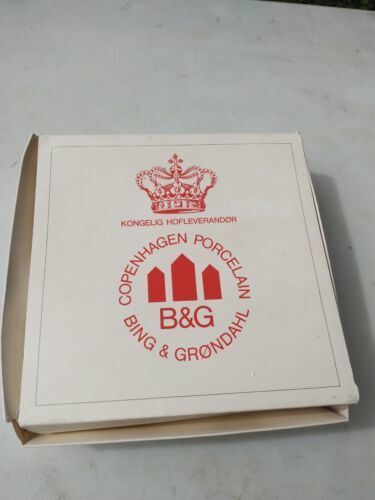 KONGELIG HOFLEVERANDØR
COPENHAGEN PORCELAIN
B&G
BING & GRØNDAHL